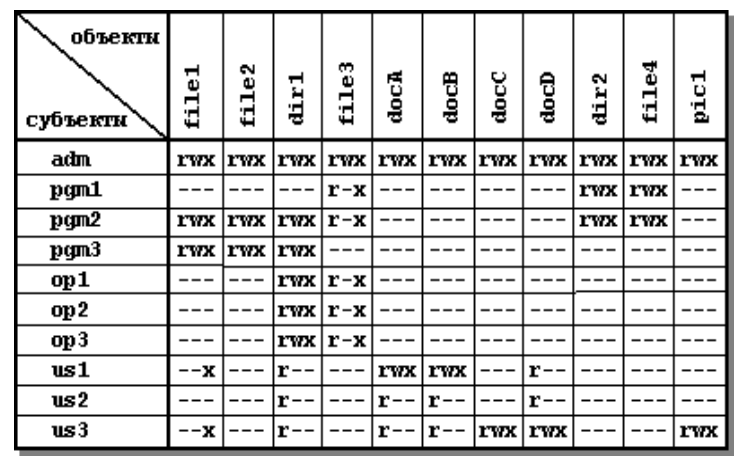 объекты
субъекты
file1 file2 dir1 file3 docA docB docC docD dir2 file4 pic1
adm rwx rwx rwx rwx rwx rwx rwx rwx rwx rwx rwx
pgm1 --- --- --- r-x --- --- --- --- rwx rwx ---
pgm2 rwx rwx rwx r-x --- --- --- --- rwx rwx ---
pgm3 rwx rwx rwx --- --- --- --- --- --- --- ---
op1 --- --- rwx r-x --- --- --- --- --- --- ---
op2 --- --- rwx r-x --- --- --- --- --- --- ---
op3 --- --- rwx r-x --- --- --- --- --- --- ---
us1 --x --- r-- --- rwx rwx --- r-- --- --- ---
us2 --- --- r-- --- r-- r-- --- r-- --- --- ---
us3 --x --- r-- --- r-- r-- rwx rwx --- --- rwx